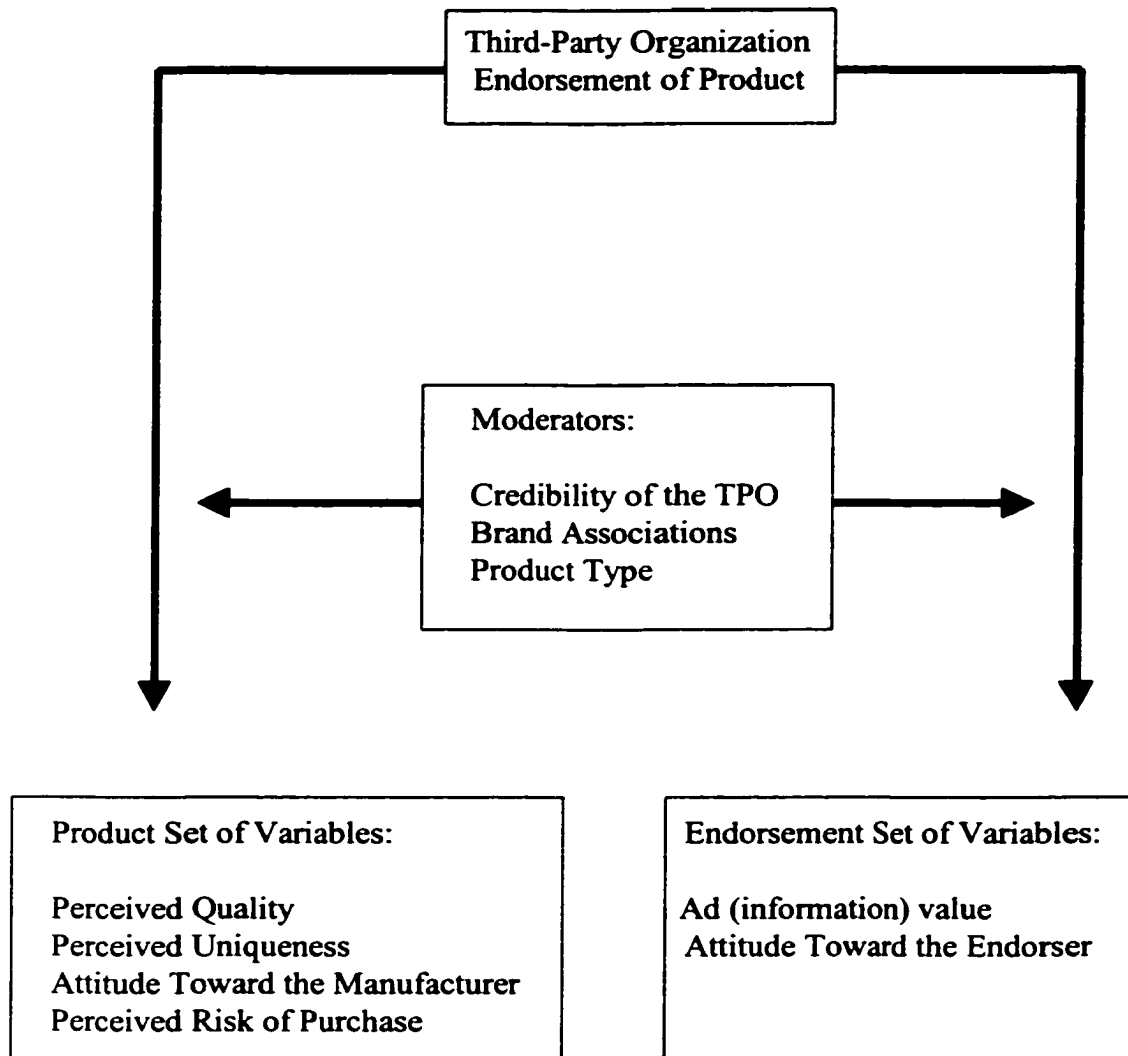 Third-Party Organization
Endorsement of Product
Moderators:
Credibility of the TPO
Brand Associations
Product Type
Product Set of Variables:
Perceived Quality
Perceived Uniqueness
Attitude Toward the Manufacturer
Perceived Risk of Purchase
Endorsement Set of Variables:
Ad (information) value
Attitude Toward the Endorser